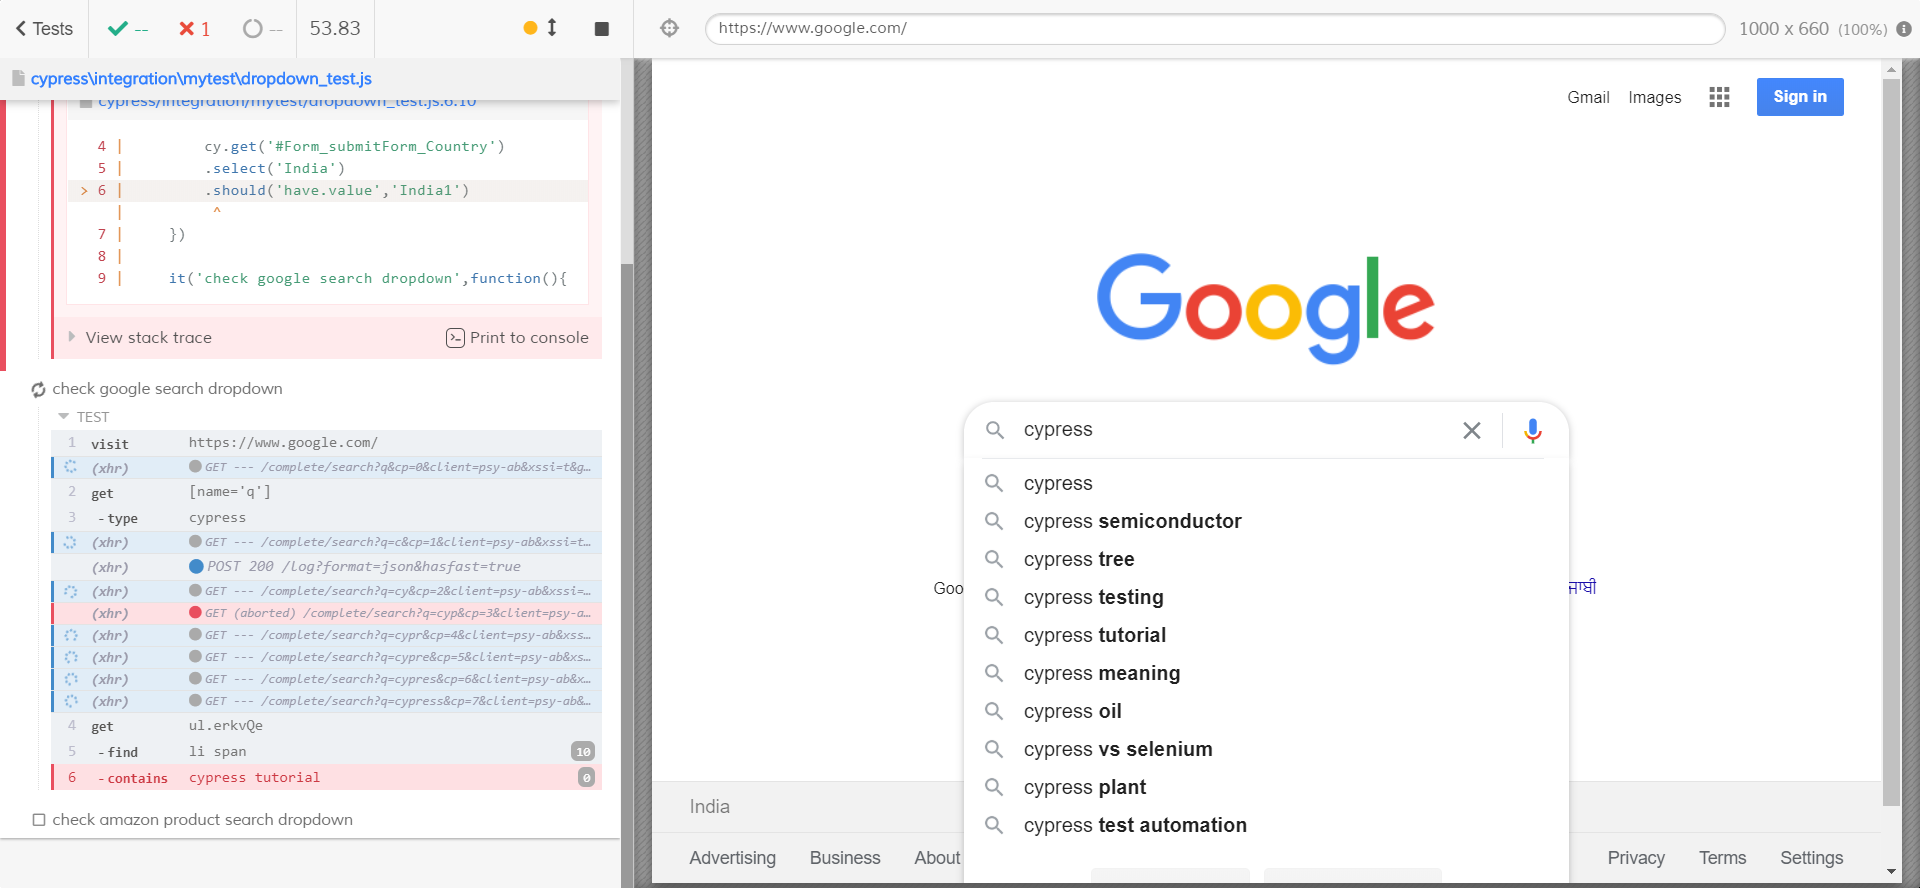 Tests -- 1 -- 53.83
https://www.google.com/ 1000 x 660 (100%)
cypress\integration\mytest\dropdown_test.js
cypress/integration/mytest/dropdown_test.js:6:10
4 | cy.get('#Form_submitForm_Country')
5 | .select('India')
> 6 | .should('have.value','India1')
| ^
7 | })
8 |
9 | it('check google search dropdown',function(){
View stack trace Print to console
check google search dropdown
TEST
1 visit https://www.google.com/
(xhr) GET --- /complete/search?q&cp=0&client=psy-ab&xssi=t&g…
2 get [name='q']
3 -type cypress
(xhr) GET --- /complete/search?q=c&cp=1&client=psy-ab&xssi=t…
(xhr) POST 200 /log?format=json&hasfast=true
(xhr) GET --- /complete/search?q=cy&cp=2&client=psy-ab&xssi=…
(xhr) GET (aborted) /complete/search?q=cyp&cp=3&client=psy-a…
(xhr) GET --- /complete/search?q=cypr&cp=4&client=psy-ab&xss…
(xhr) GET --- /complete/search?q=cypre&cp=5&client=psy-ab&xs…
(xhr) GET --- /complete/search?q=cypres&cp=6&client=psy-ab&x…
(xhr) GET --- /complete/search?q=cypress&cp=7&client=psy-ab&…
4 get ul.erkvQe
5 -find li span 10
6 -contains cypress tutorial 0
check amazon product search dropdown
Gmail Images Sign in
Google
cypress
cypress
cypress semiconductor
cypress tree
cypress testing
cypress tutorial
cypress meaning
cypress oil
cypress vs selenium
cypress plant
cypress test automation
Goo
India
Advertising Business About
Privacy Terms Settings